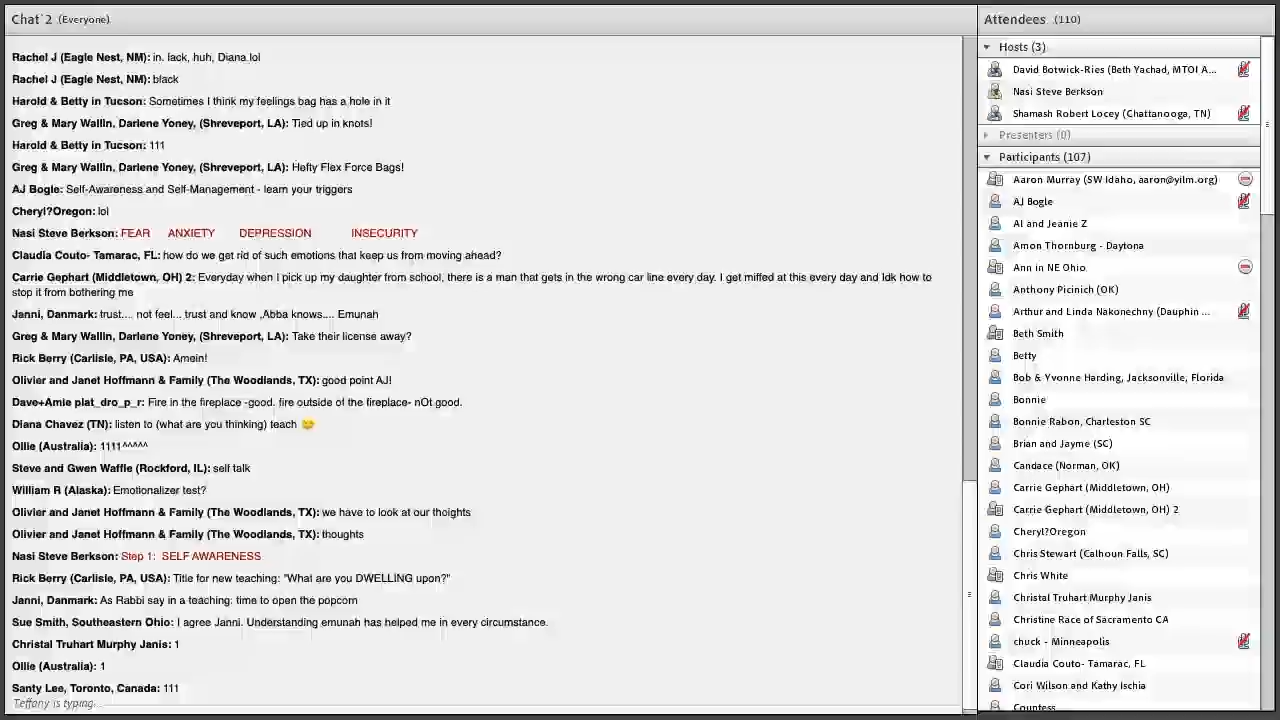 Chat 2 (Everyone)
Rachel J (Eagle Nest, NM): in. lack, huh, Diana lol
Rachel J (Eagle Nest, NM): black
Harold & Betty in Tucson: Sometimes I think my feelings bag has a hole in it
Greg & Mary Wallin, Darlene Yoney, (Shreveport, LA): Tied up in knots!
Harold & Betty in Tucson: 111
Greg & Mary Wallin, Darlene Yoney, (Shreveport, LA): Hefty Flex Force Bags!
AJ Bogle: Self-Awareness and Self-Management - learn your triggers
Cheryl?Oregon: lol
Nasi Steve Berkson: FEAR ANXIETY DEPRESSION INSECURITY
Claudia Couto- Tamarac, FL: how do we get rid of such emotions that keep us from moving ahead?
Carrie Gephart (Middletown, OH) 2: Everyday when I pick up my daughter from school, there is a man that gets in the wrong car line every day. I get miffed at this every day and Idk how to
stop it from bothering me
Janni, Danmark: trust.... not feel... trust and know ,Abba knows.... Emunah
Greg & Mary Wallin, Darlene Yoney, (Shreveport, LA): Take their license away?
Rick Berry (Carlisle, PA, USA): Amein!
Olivier and Janet Hoffmann & Family (The Woodlands, TX): good point AJ!
Dave+Amie plat_dro_p_r: Fire in the fireplace -good. fire outside of the fireplace- nOt good.
Diana Chavez (TN): listen to (what are you thinking) teach 😊
Ollie (Australia): 1111^^^^^
Steve and Gwen Waffle (Rockford, IL): self talk
William R (Alaska): Emotionalizer test?
Olivier and Janet Hoffmann & Family (The Woodlands, TX): we have to look at our thoights
Olivier and Janet Hoffmann & Family (The Woodlands, TX): thoughts
Nasi Steve Berkson: Step 1: SELF AWARENESS
Rick Berry (Carlisle, PA, USA): Title for new teaching: "What are you DWELLING upon?"
Janni, Danmark: As Rabbi say in a teaching: time to open the popcorn
Sue Smith, Southeastern Ohio: I agree Janni. Understanding emunah has helped me in every circumstance.
Christal Truhart Murphy Janis: 1
Ollie (Australia): 1
Santy Lee, Toronto, Canada: 111
Teffany is typing...
Attendees (110)
Hosts (3)
David Botwick-Ries (Beth Yachad, MTOI A...
Nasi Steve Berkson
Shamash Robert Locey (Chattanooga, TN)
Presenters (0)
Participants (107)
Aaron Murray (SW Idaho, aaron@yilm.org)
AJ Bogle
Al and Jeanie Z
Amon Thornburg - Daytona
Ann in NE Ohio
Anthony Picinich (OK)
Arthur and Linda Nakonechny (Dauphin ...
Beth Smith
Betty
Bob & Yvonne Harding, Jacksonville, Florida
Bonnie
Bonnie Rabon, Charleston SC
Brian and Jayme (SC)
Candace (Norman, OK)
Carrie Gephart (Middletown, OH)
Carrie Gephart (Middletown, OH) 2
Cheryl?Oregon
Chris Stewart (Calhoun Falls, SC)
Chris White
Christal Truhart Murphy Janis
Christine Race of Sacramento CA
chuck - Minneapolis
Claudia Couto- Tamarac, FL
Cori Wilson and Kathy Ischia
Countess